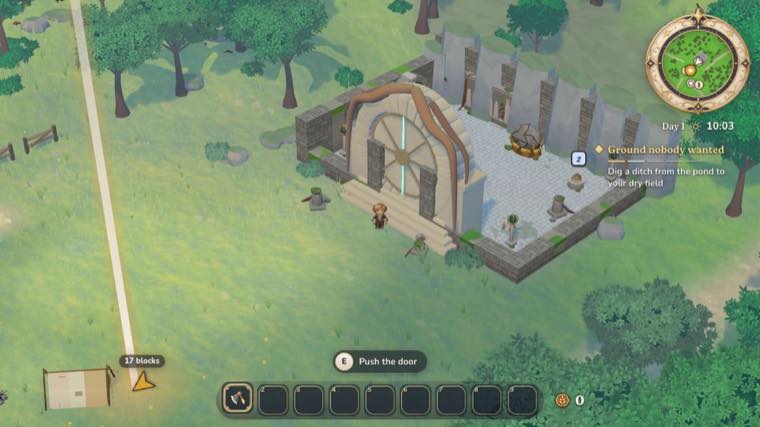 Day 1 10:03
Ground nobody wanted
z
Dig a ditch from the pond to
your dry field
17 blocks
E Push the door
0